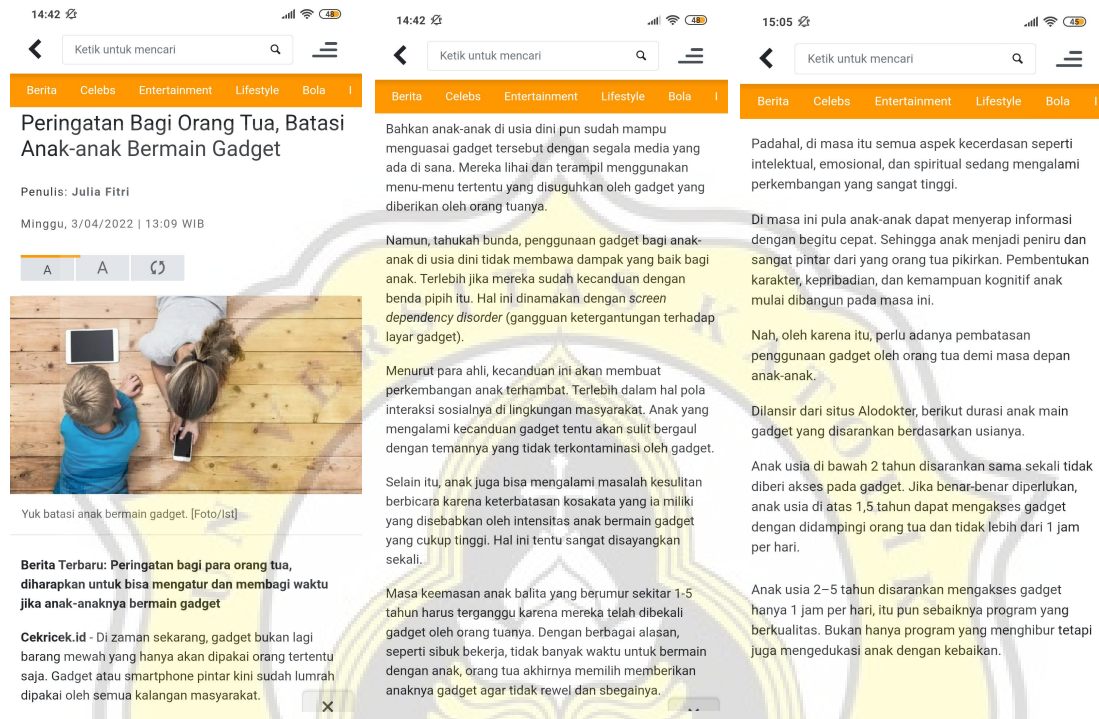 14:42
48
Ketik untuk mencari
Berita Celebs Entertainment Lifestyle Bola
Peringatan Bagi Orang Tua, Batasi
Anak-anak Bermain Gadget
Penulis: Julia Fitri
Minggu, 3/04/2022 | 13:09 WIB
A A
Yuk batasi anak bermain gadget. [Foto/Ist]
Berita Terbaru: Peringatan bagi para orang tua,
diharapkan untuk bisa mengatur dan membagi waktu
jika anak-anaknya bermain gadget
Cekricek.id - Di zaman sekarang, gadget bukan lagi
barang mewah yang hanya akan dipakai orang tertentu
saja. Gadget atau smartphone pintar kini sudah lumrah
dipakai oleh semua kalangan masyarakat.
14:42
48
Ketik untuk mencari
Berita Celebs Entertainment Lifestyle Bola
Bahkan anak-anak di usia dini pun sudah mampu
menguasai gadget tersebut dengan segala media yang
ada di sana. Mereka lihai dan terampil menggunakan
menu-menu tertentu yang disuguhkan oleh gadget yang
diberikan oleh orang tuanya.
Namun, tahukah bunda, penggunaan gadget bagi anak-
anak di usia dini tidak membawa dampak yang baik bagi
anak. Terlebih jika mereka sudah kecanduan dengan
benda pipih itu. Hal ini dinamakan dengan screen
dependency disorder (gangguan ketergantungan terhadap
layar gadget).
Menurut para ahli, kecanduan ini akan membuat
perkembangan anak terhambat. Terlebih dalam hal pola
interaksi sosialnya di lingkungan masyarakat. Anak yang
mengalami kecanduan gadget tentu akan sulit bergaul
dengan temannya yang tidak terkontaminasi oleh gadget.
Selain itu, anak juga bisa mengalami masalah kesulitan
berbicara karena keterbatasan kosakata yang ia miliki
yang disebabkan oleh intensitas anak bermain gadget
yang cukup tinggi. Hal ini tentu sangat disayangkan
sekali.
Masa keemasan anak balita yang berumur sekitar 1-5
tahun harus terganggu karena mereka telah dibekali
gadget oleh orang tuanya. Dengan berbagai alasan,
seperti sibuk bekerja, tidak banyak waktu untuk bermain
dengan anak, orang tua akhirnya memilih memberikan
anaknya gadget agar tidak rewel dan sbegainya.
15:05
45
Ketik untuk mencari
Berita Celebs Entertainment Lifestyle Bola
Padahal, di masa itu semua aspek kecerdasan seperti
intelektual, emosional, dan spiritual sedang mengalami
perkembangan yang sangat tinggi.
Di masa ini pula anak-anak dapat menyerap informasi
dengan begitu cepat. Sehingga anak menjadi peniru dan
sangat pintar dari yang orang tua pikirkan. Pembentukan
karakter, kepribadian, dan kemampuan kognitif anak
mulai dibangun pada masa ini.
Nah, oleh karena itu, perlu adanya pembatasan
penggunaan gadget oleh orang tua demi masa depan
anak-anak.
Dilansir dari situs Alodokter, berikut durasi anak main
gadget yang disarankan berdasarkan usianya.
Anak usia di bawah 2 tahun disarankan sama sekali tidak
diberi akses pada gadget. Jika benar-benar diperlukan,
anak usia di atas 1,5 tahun dapat mengakses gadget
dengan didampingi orang tua dan tidak lebih dari 1 jam
per hari.
Anak usia 2–5 tahun disarankan mengakses gadget
hanya 1 jam per hari, itu pun sebaiknya program yang
berkualitas. Bukan hanya program yang menghibur tetapi
juga mengedukasi anak dengan kebaikan.